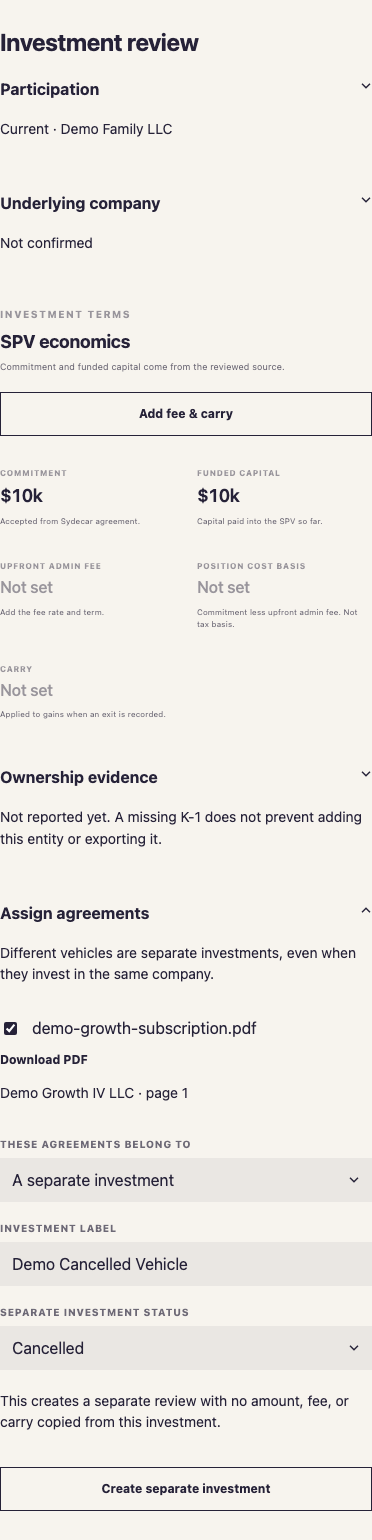 Investment review
Participation
Current · Demo Family LLC
Underlying company
Not confirmed
INVESTMENT TERMS
SPV economics
Commitment and funded capital come from the reviewed source.
Add fee & carry
COMMITMENT
$10k
Accepted from Sydecar agreement.
FUNDED CAPITAL
$10k
Capital paid into the SPV so far.
UPFRONT ADMIN FEE
Not set
Add the fee rate and term.
POSITION COST BASIS
Not set
Commitment less upfront admin fee. Not
tax basis.
CARRY
Not set
Applied to gains when an exit is recorded.
Ownership evidence
Not reported yet. A missing K-1 does not prevent adding
this entity or exporting it.
Assign agreements
Different vehicles are separate investments, even when
they invest in the same company.
demo-growth-subscription.pdf
Download PDF
Demo Growth IV LLC · page 1
THESE AGREEMENTS BELONG TO
A separate investment
INVESTMENT LABEL
Demo Cancelled Vehicle
SEPARATE INVESTMENT STATUS
Cancelled
This creates a separate review with no amount, fee, or
carry copied from this investment.
Create separate investment